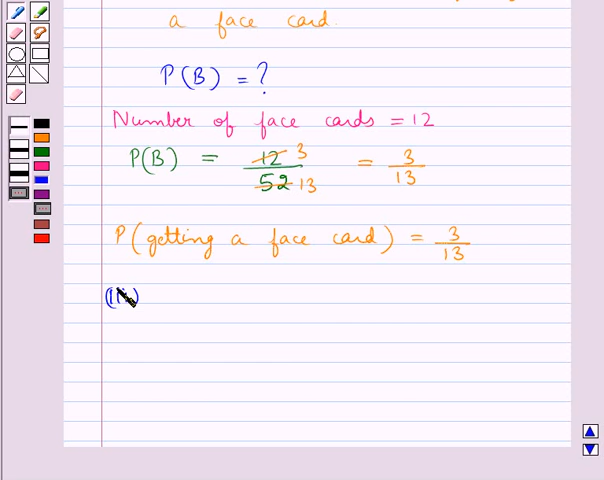 a face card.
P(B) = ?
Number of face cards = 12
P(B) = 12 3 / 52 13 = 3/13
P(getting a face card) = 3/13